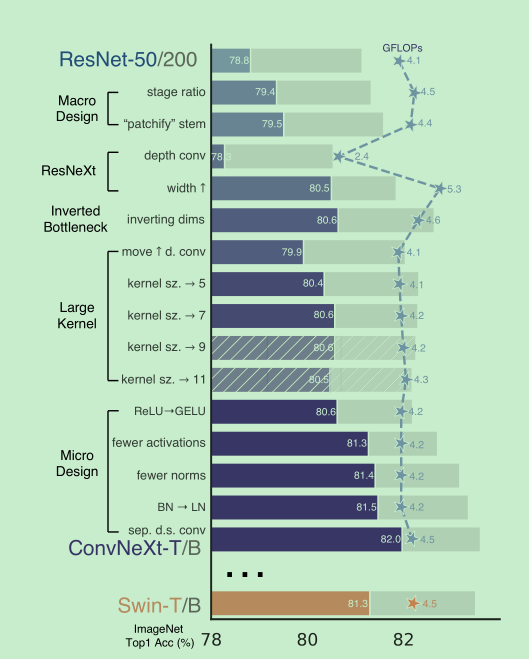 GFLOPs
ResNet-50/200 78.8 4.1
Macro
Design
stage ratio 79.4 4.5
“patchify” stem 79.5 4.4
ResNeXt
depth conv 78.3 2.4
width ↑ 80.5 5.3
Inverted
Bottleneck
inverting dims 80.6 4.6
Large
Kernel
move ↑ d. conv 79.9 4.1
kernel sz. → 5 80.4 4.1
kernel sz. → 7 80.6 4.2
kernel sz. → 9 80.6 4.2
kernel sz. → 11 80.5 4.3
Micro
Design
ReLU→GELU 80.6 4.2
fewer activations 81.3 4.2
fewer norms 81.4 4.2
BN → LN 81.5 4.2
sep. d.s. conv
ConvNeXt-T/B 82.0 4.5
...
Swin-T/B 81.3 4.5
ImageNet
Top1 Acc (%) 78 80 82